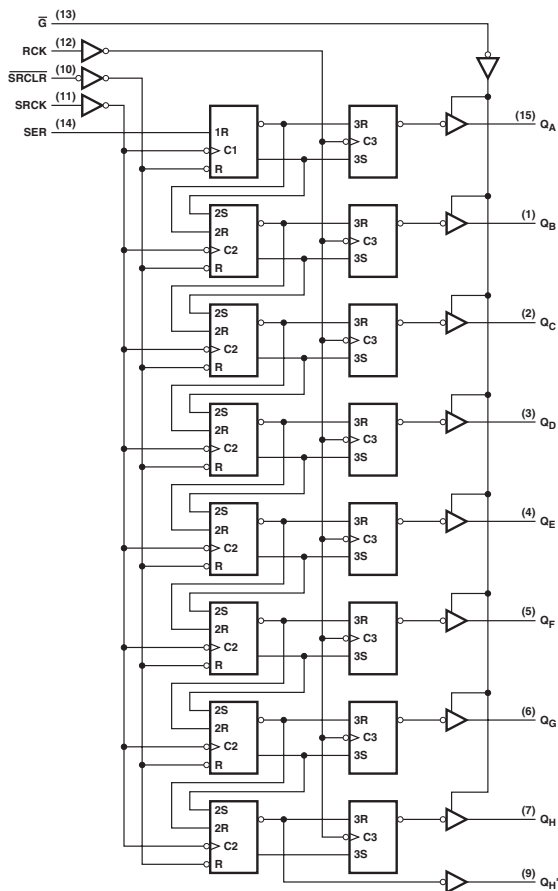 G (13)
RCK (12)
SRCLR (10)
SRCK (11)
SER (14)
1R
C1
R
3R
C3
3S
(15) QA
2S
2R
C2
R
3R
C3
3S
(1) QB
2S
2R
C2
R
3R
C3
3S
(2) QC
2S
2R
C2
R
3R
C3
3S
(3) QD
2S
2R
C2
R
3R
C3
3S
(4) QE
2S
2R
C2
R
3R
C3
3S
(5) QF
2S
2R
C2
R
3R
C3
3S
(6) QG
2S
2R
C2
R
3R
C3
3S
(7) QH
(9) QH'